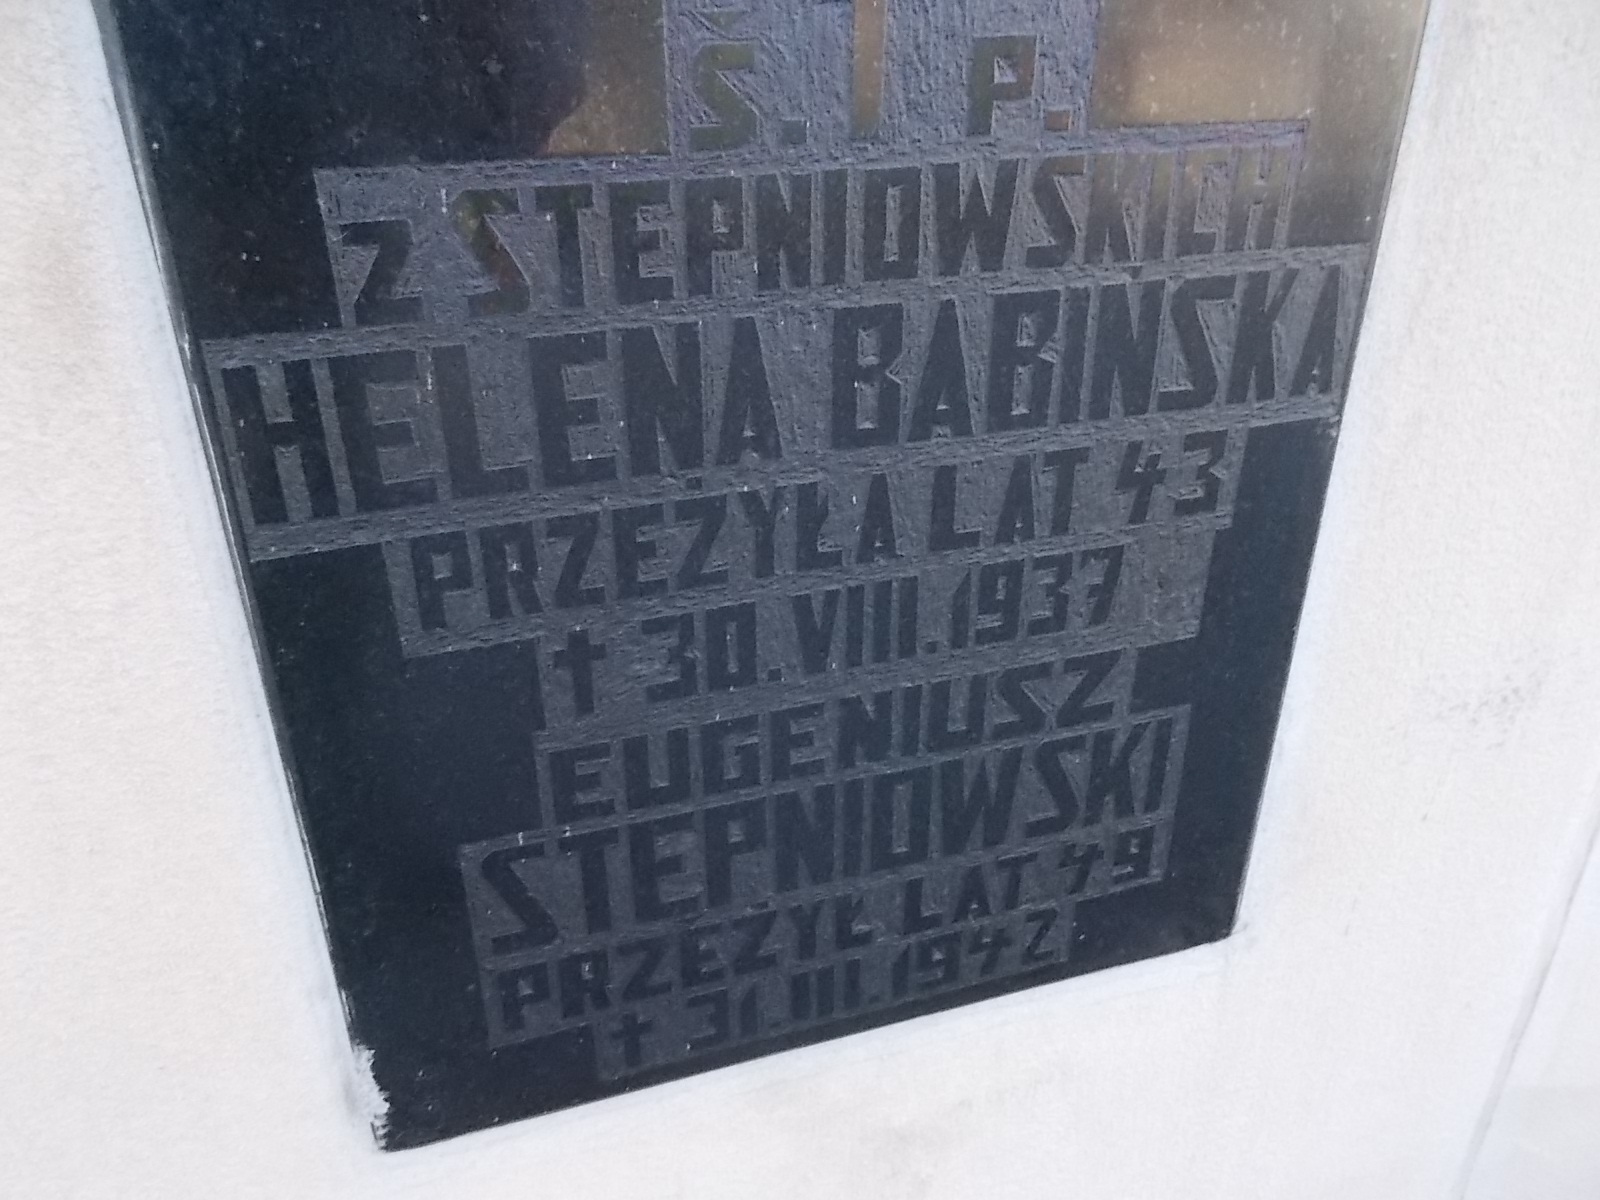 Ś. P.
Z STEPNIOWSKICH
HELENA BABIŃSKA
PRZEŻYŁA LAT 43
† 30.VIII.1937
EUGENIUSZ
STEPNIOWSKI
PRZEŻYŁ LAT 49
† 31.III.1942